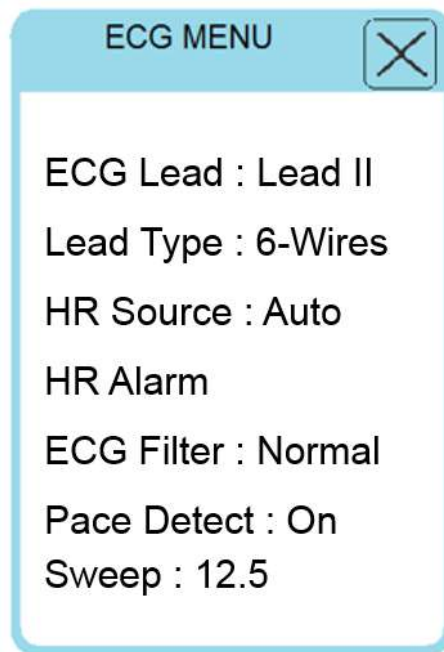 ECG MENU
ECG Lead : Lead II
Lead Type : 6-Wires
HR Source : Auto
HR Alarm
ECG Filter : Normal
Pace Detect : On
Sweep : 12.5